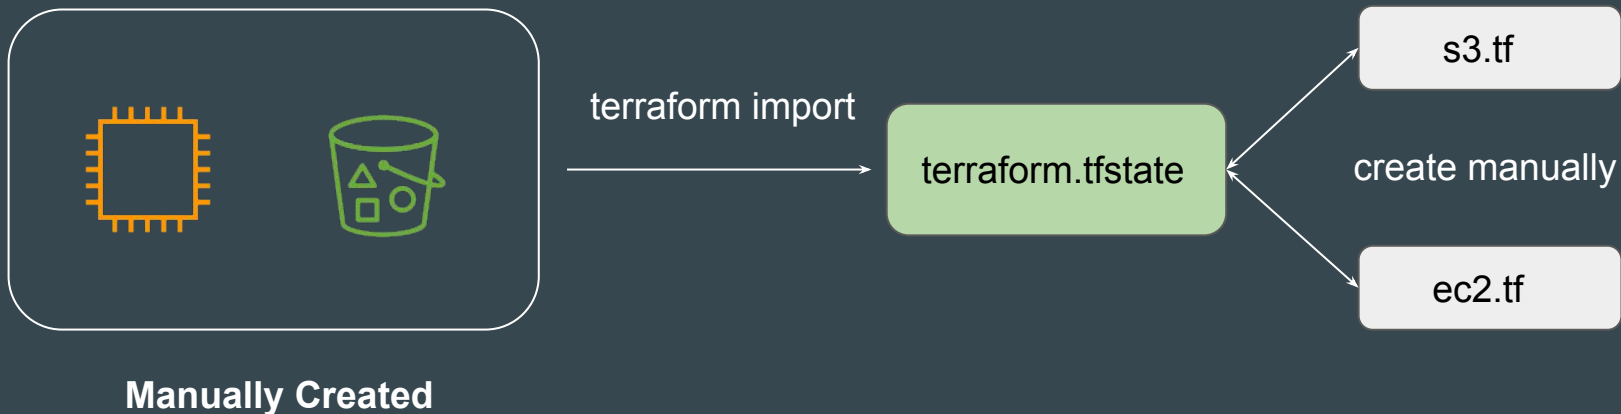 s3.tf
terraform import
terraform.tfstate
create manually
ec2.tf
Manually Created